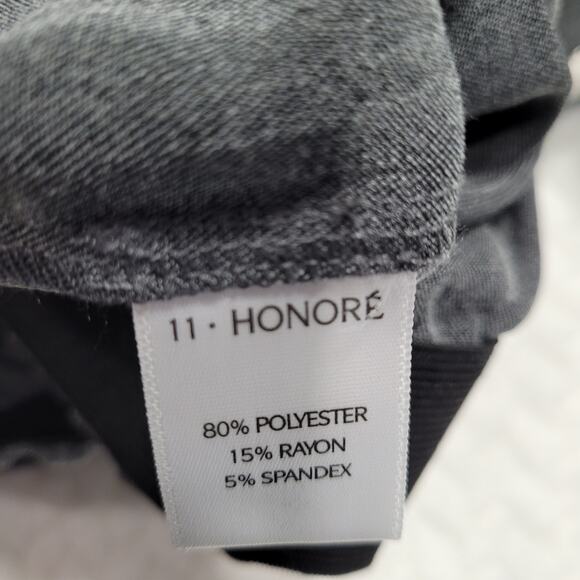 11 · HONORÉ
80% POLYESTER
15% RAYON
5% SPANDEX